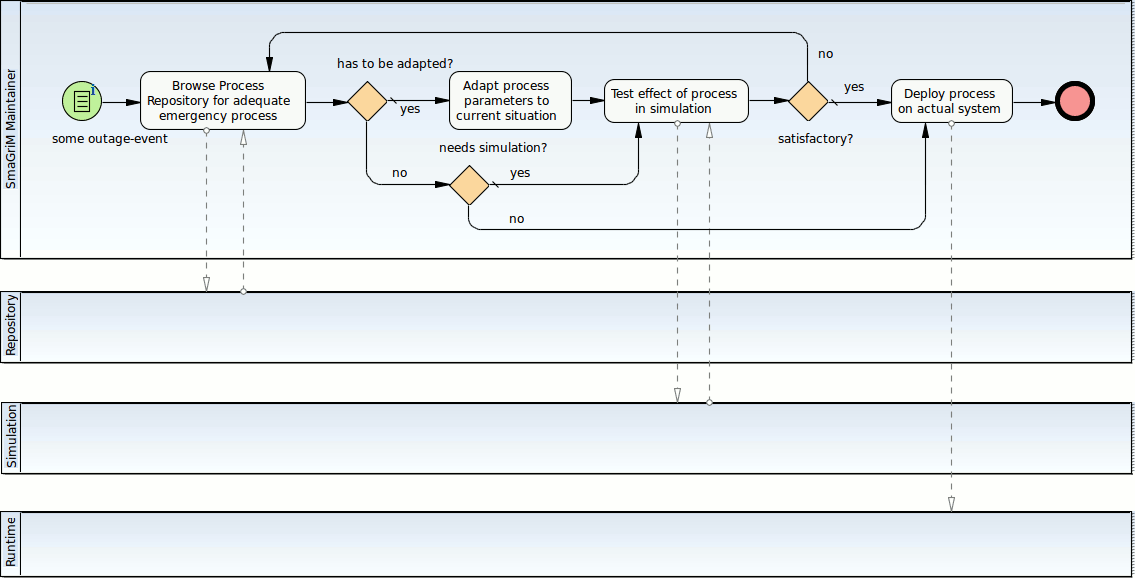 SmaGriM Maintainer
no
has to be adapted?
i
Browse Process
Repository for adequate
emergency process
yes
Adapt process
parameters to
current situation
Test effect of process
in simulation
yes
Deploy process
on actual system
some outage-event
needs simulation?
satisfactory?
no
yes
no
Repository
Simulation
Runtime